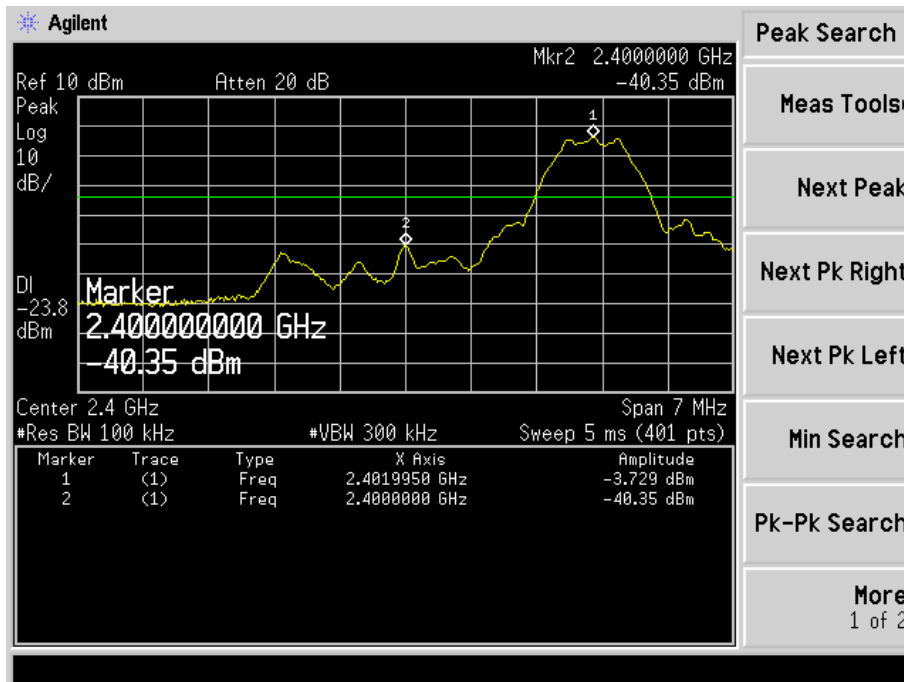 Agilent
Peak Search
Mkr2 2.4000000 GHz
Ref 10 dBm Atten 20 dB -40.35 dBm
Peak
Log
10
dB/
1
2
DI
-23.8
dBm
Marker
2.400000000 GHz
-40.35 dBm
Center 2.4 GHz Span 7 MHz
#Res BW 100 kHz #VBW 300 kHz Sweep 5 ms (401 pts)
Marker Trace Type X Axis Amplitude
1 (1) Freq 2.4019950 GHz -3.729 dBm
2 (1) Freq 2.4000000 GHz -40.35 dBm
Meas Tools
Next Peak
Next Pk Right
Next Pk Left
Min Search
Pk-Pk Search
More
1 of 2